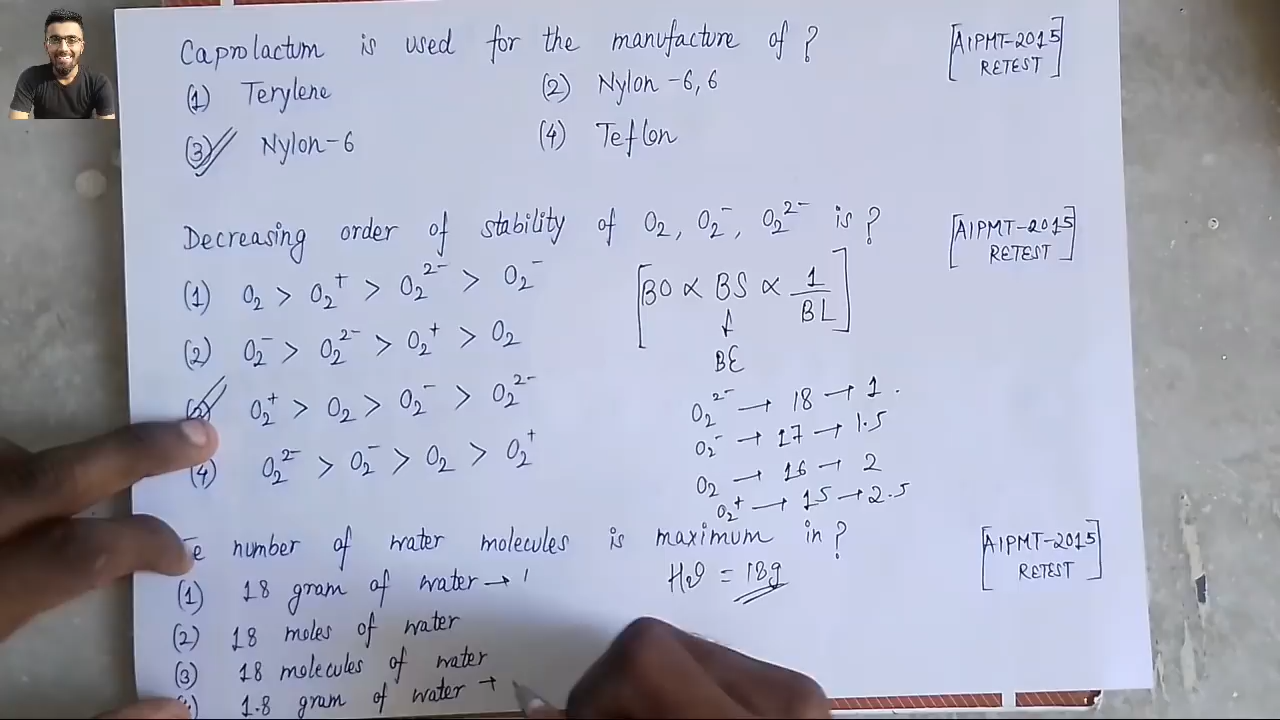 Caprolactum is used for the manufacture of ? [AIPMT-2015 RETEST]
(1) Terylene (2) Nylon-6,6
(3) Nylon-6 (4) Teflon
Decreasing order of stability of O₂, O₂⁻, O₂²⁻ is ? [AIPMT-2015 RETEST]
(1) O₂ > O₂⁺ > O₂²⁻ > O₂⁻
(2) O₂⁻ > O₂²⁻ > O₂⁺ > O₂
O₂⁺ > O₂ > O₂⁻ > O₂²⁻
(4) O₂²⁻ > O₂⁻ > O₂ > O₂⁺
[BO ∝ BS ∝ 1/BL]
BE
O₂²⁻ → 18 → 1.
O₂⁻ → 17 → 1.5
O₂ → 16 → 2
O₂⁺ → 15 → 2.5
number of water molecules is maximum in ? [AIPMT-2015 RETEST]
(1) 18 gram of water → 1
H₂O = 18g
(2) 18 moles of water
(3) 18 molecules of water
1.8 gram of water →